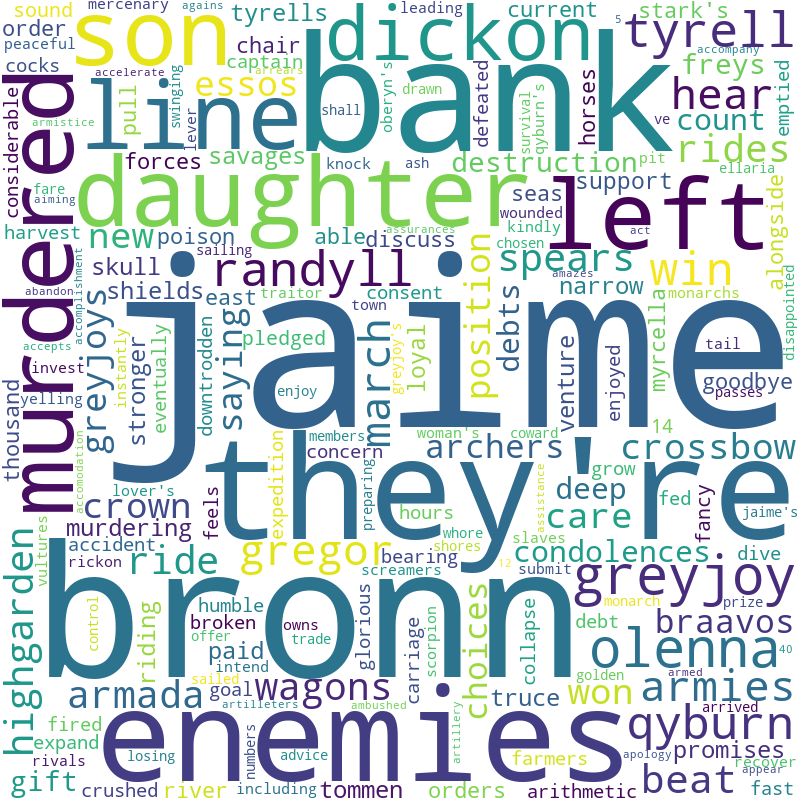 sound
mercenary
agains
leading
current
stark's
5
order
son
dickon
tyrell
peaceful
tyrells
chair
accompany
cocks
accelerate
captain
arrears
bank
freys
essos
line
hear
murdered
considerable
pull
swinging
lever
shall
oberyn's
drawn
defeated
survival
qyburn's
horses
ve
count
emptied
armistice
forces
savages
knock
ash
destruction
pit
rides
fare
daughter
left
seas
support
ellaria
aiming
wounded
kindly
act
alongside
harvest
new
poison
able
discuss
assurances
chosen
sailing
spears
win
abandon
accomplishment
skull
randyll
amazes
narrow
shields
east
traitor
town
consent
monarchs
disappointed
greyjoys
instantly
eventually
stronger
downtrodden
saying
pledged
march
greyjoy's
loyal
position
debts
venture
enjoyed
myrcella
tail
accepts
invest
jaime
enjoy
goodbye
passes
yelling
thousand
members
woman's
coward
14
accomodation
lover's
expedition
concern
preparing
archers
crossbow
they're
grow
crown
feels
hours
assistance
deep
fed
fancy
jaime's
murdering
whore
slaves
care
vultures
accident
ride
gregor
bearing
shores
condolences
dive
rickon
screamers
12
submit
highgarden
control
riding
bronn
humble
owns
glorious
carriage
scorpion
choices
collapse
greyjoy
monarch
prize
broken
offer
trade
debt
braavos
paid
intend
olenna
40
goal
wagons
truce
won
golden
armies
armada
sailed
artilleters
ambushed
artillery
armed
fired
enemies
qyburn
arrived
expand
numbers
losing
advice
farmers
promises
apology
rivals
recover
gift
including
beat
appear
crushed
river
tommen
orders
arithmetic
fast